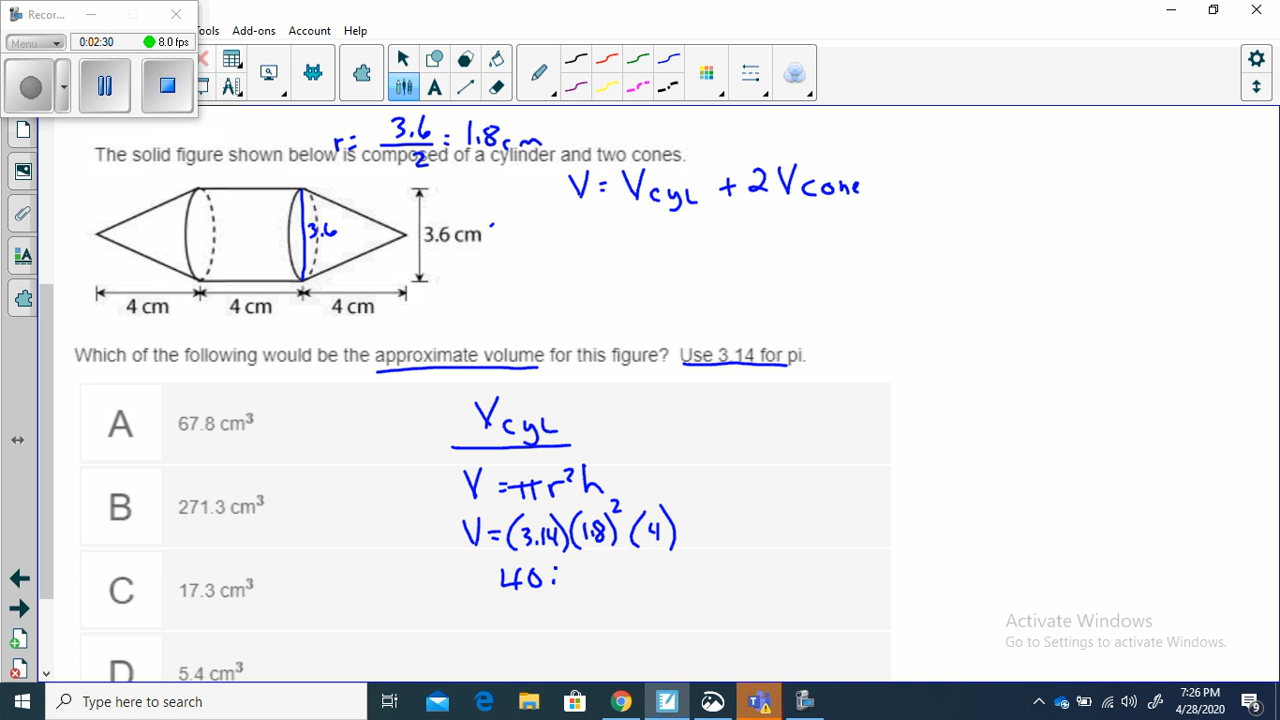 Recor...
Menu
0:02:30
8.0 fps
Tools Add-ons Account Help
r = 3.6 / 2 = 1.8cm
The solid figure shown below is composed of a cylinder and two cones.
V = Vcyl + 2Vcone
3.6
3.6 cm
4 cm 4 cm 4 cm
Which of the following would be the approximate volume for this figure? Use 3.14 for pi.
A 67.8 cm³
Vcyl
B 271.3 cm³
V = πr²h
V = (3.14)(1.8)²(4)
C 17.3 cm³
40
D 5.4 cm³
Activate Windows
Go to Settings to activate Windows.
Type here to search
7:26 PM
4/28/2020
9